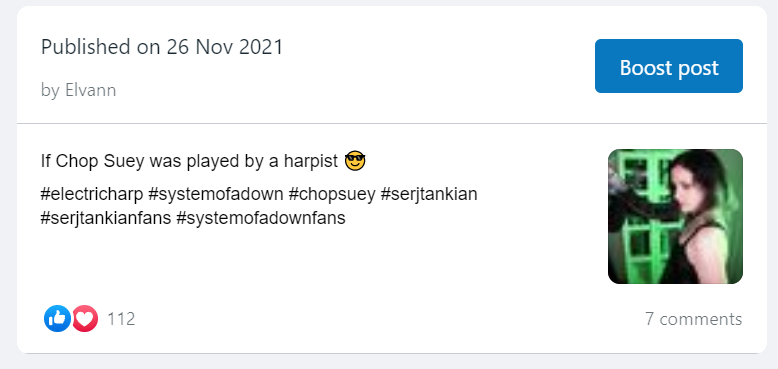 Published on 26 Nov 2021
Boost post
by Elvann
If Chop Suey was played by a harpist 😎
#electricharp #systemofadown #chopsuey #serjtankian
#serjtankianfans #systemofadownfans
112
7 comments